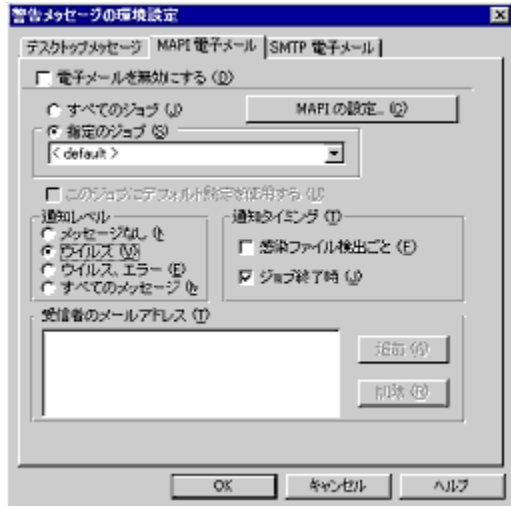 警告メッセージの環境設定
デスクトップメッセージ MAPI 電子メール SMTP 電子メール
電子メールを無効にする (D)
すべてのジョブ (J)
MAPI の設定... (C)
指定のジョブ (S)
< default >
このジョブにデフォルト設定を使用する (U)
通知レベル
メッセージなし (
ウイルス (V)
ウイルス、エラー (E)
すべてのメッセージ (
通知タイミング (T)
感染ファイル検出ごと (F)
ジョブ終了時 (J)
受信者のメールアドレス (T)
追加 (A)
削除 (R)
OK キャンセル ヘルプ